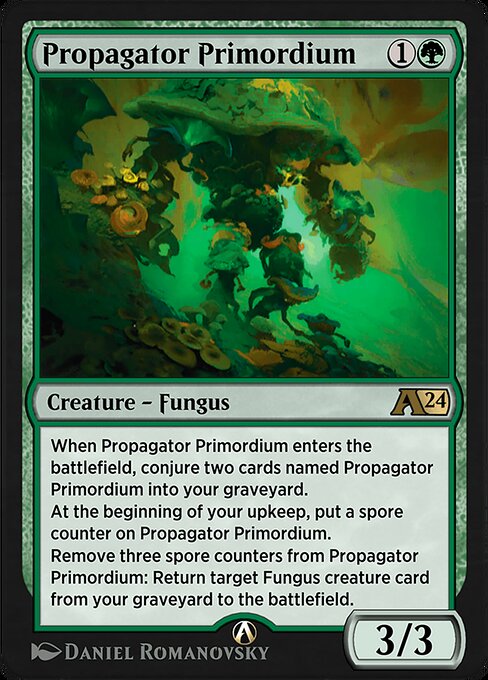 Propagator Primordium 1
A24
Creature – Fungus
When Propagator Primordium enters the
battlefield, conjure two cards named Propagator
Primordium into your graveyard.
At the beginning of your upkeep, put a spore
counter on Propagator Primordium.
Remove three spore counters from Propagator
Primordium: Return target Fungus creature card
from your graveyard to the battlefield.
3/3
Daniel Romanovsky